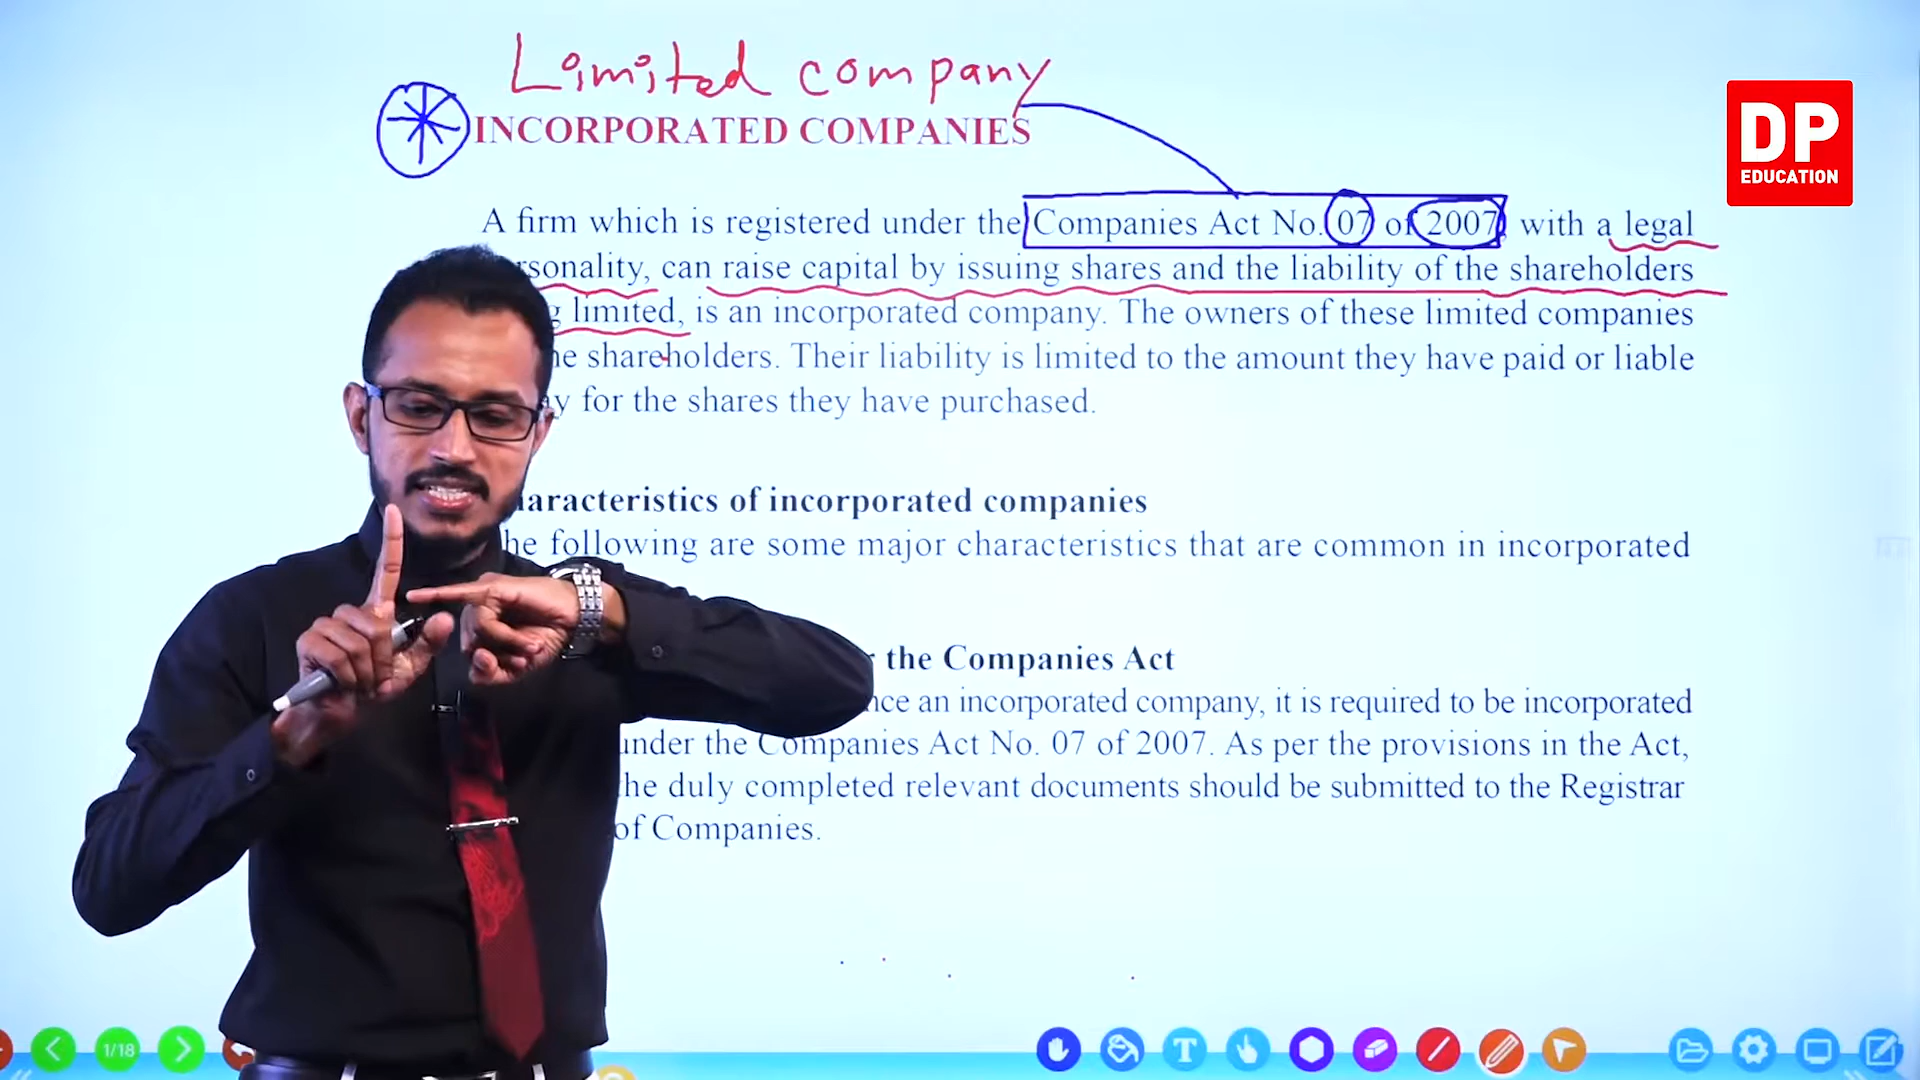 Limited company
INCORPORATED COMPANIES
DP
EDUCATION
A firm which is registered under the Companies Act No. 07 of 2007, with a legal
rsonality, can raise capital by issuing shares and the liability of the shareholders
g limited, is an incorporated company. The owners of these limited companies
he shareholders. Their liability is limited to the amount they have paid or liable
ay for the shares they have purchased.
haracteristics of incorporated companies
he following are some major characteristics that are common in incorporated
r the Companies Act
nce an incorporated company, it is required to be incorporated
under the Companies Act No. 07 of 2007. As per the provisions in the Act,
he duly completed relevant documents should be submitted to the Registrar
of Companies.
1/18
T